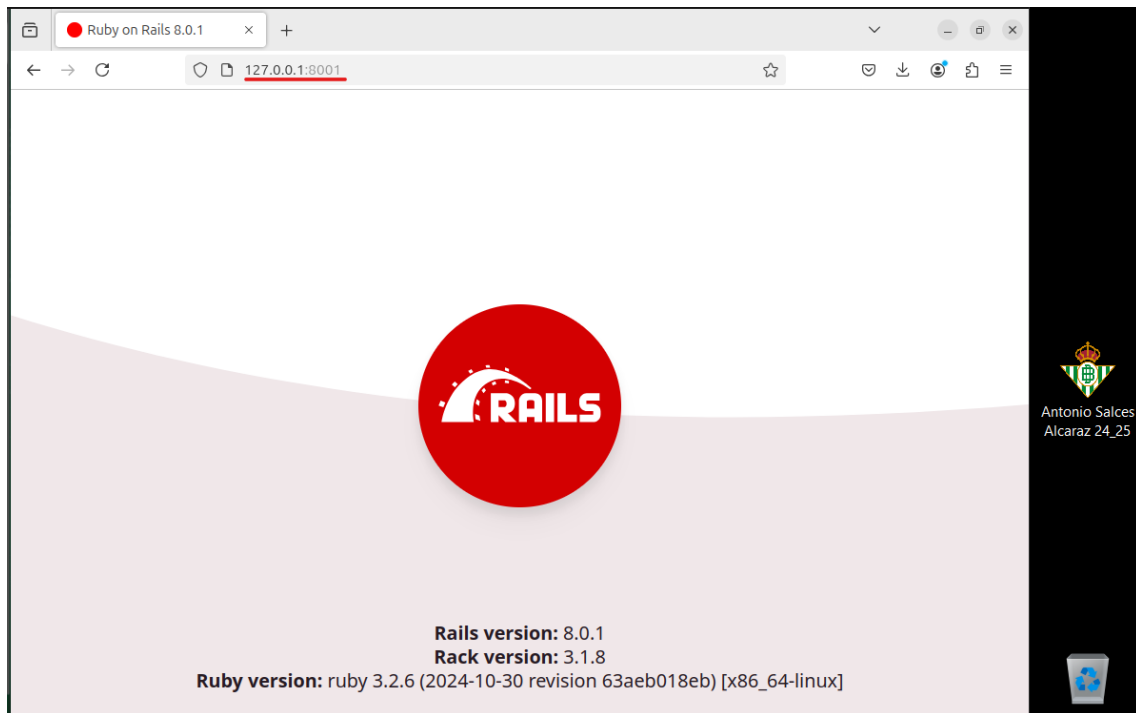 Ruby on Rails 8.0.1
127.0.0.1:8001
RAILS
Antonio Salces
Alcaraz 24_25
Rails version: 8.0.1
Rack version: 3.1.8
Ruby version: ruby 3.2.6 (2024-10-30 revision 63aeb018eb) [x86_64-linux]